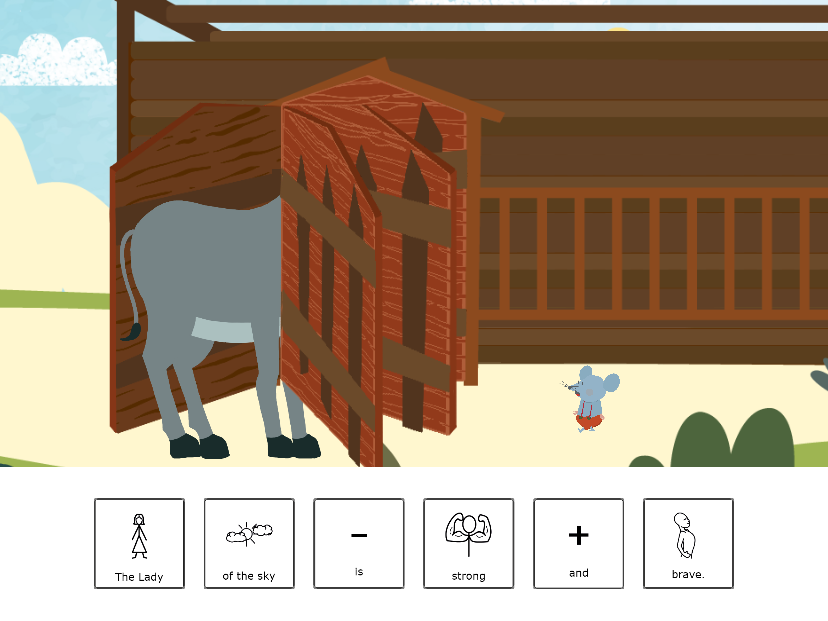 The Lady of the sky is strong and brave.